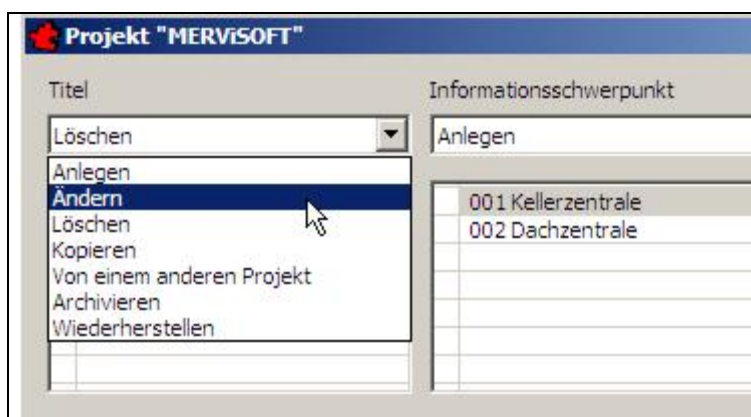 Projekt "MERViSOFT"
Titel
Informationsschwerpunkt
Löschen
Anlegen
Anlegen
Ändern
Löschen
Kopieren
Von einem anderen Projekt
Archivieren
Wiederherstellen
001 Kellerzentrale
002 Dachzentrale